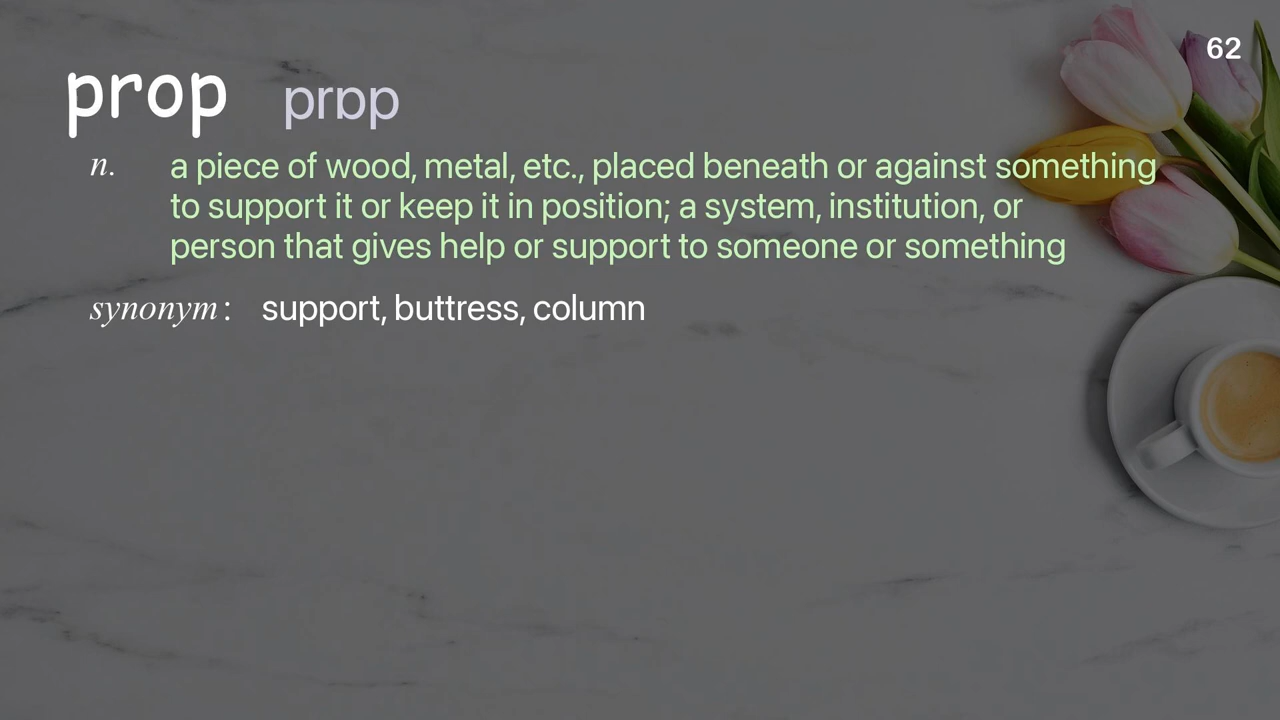 62
prop prɒp
n. a piece of wood, metal, etc., placed beneath or against something
to support it or keep it in position; a system, institution, or
person that gives help or support to someone or something
synonym: support, buttress, column